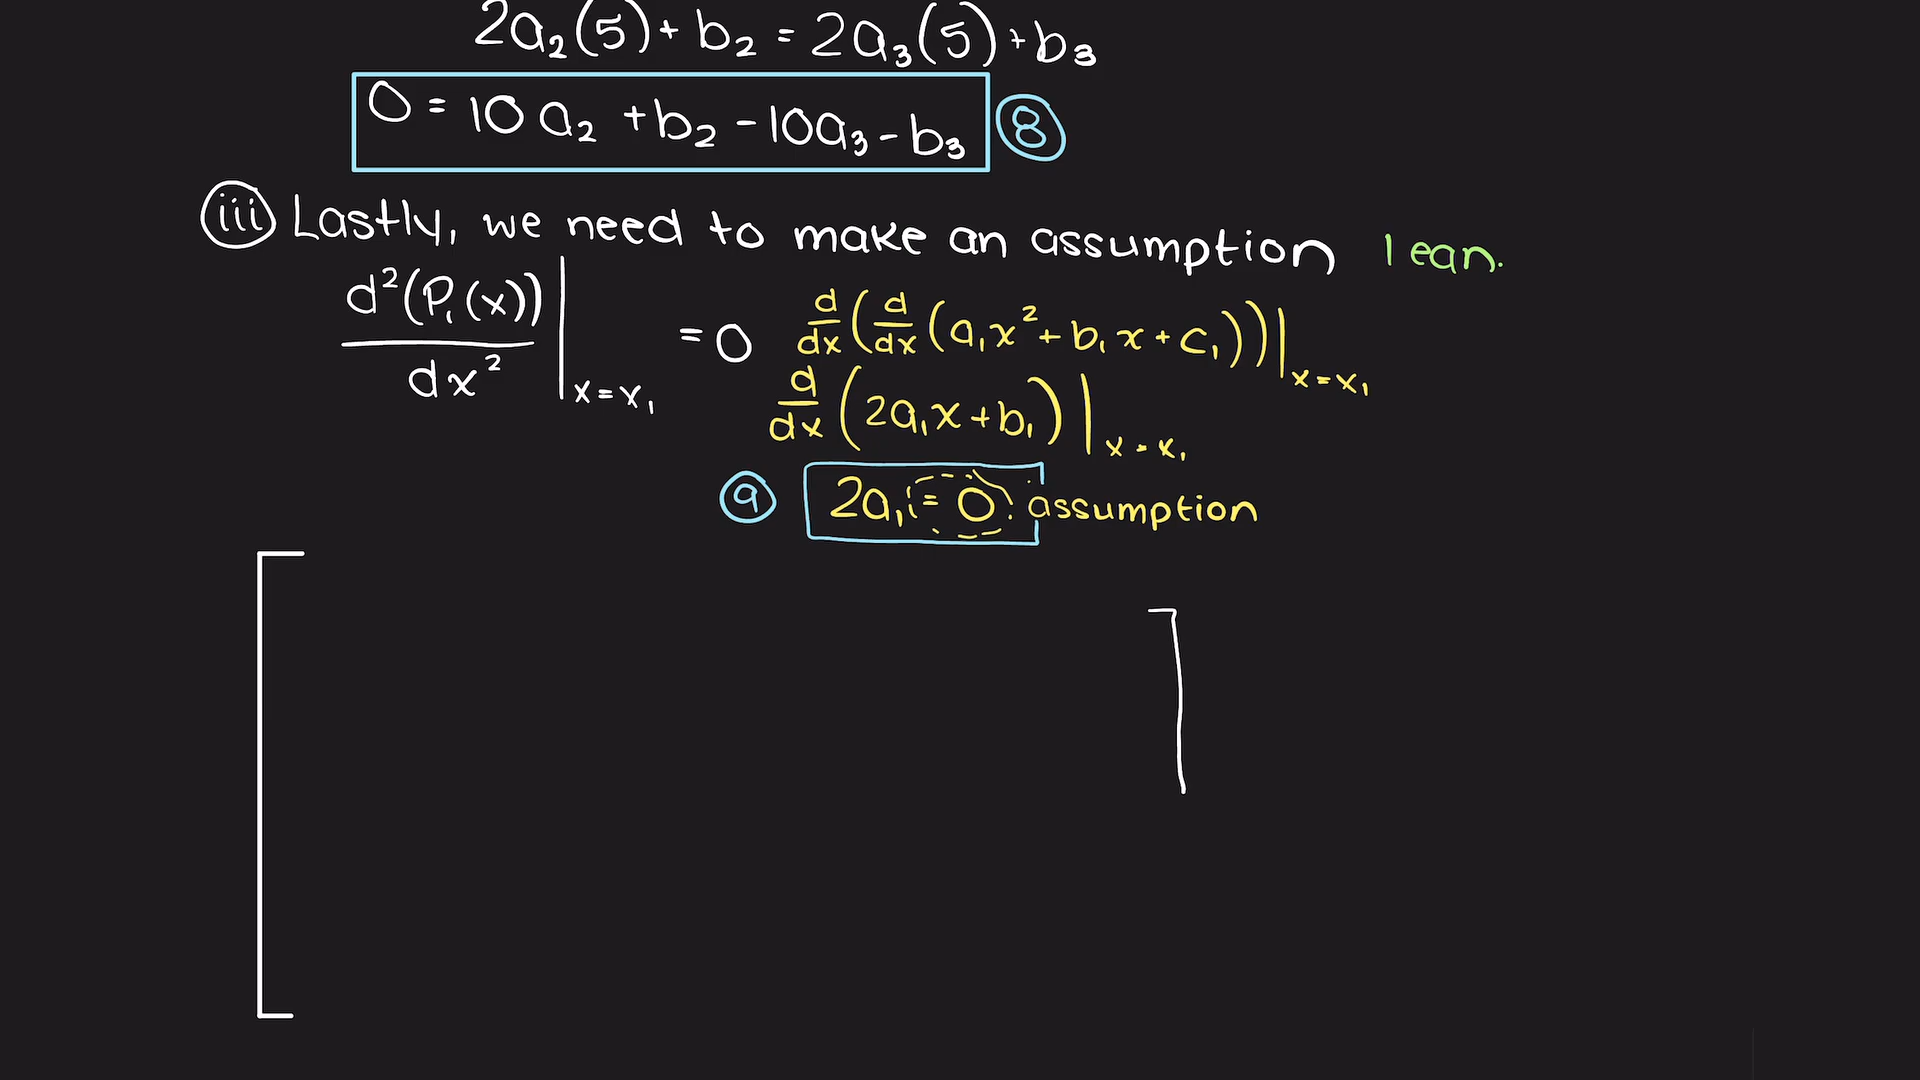 2a₂(5) + b₂ = 2a₃(5) + b₃
0 = 10a₂ + b₂ - 10a₃ - b₃ ⑧
ⅲ Lastly, we need to make an assumption 1 eqn.
d²(P₁(x))/dx² |ₓ₌ₓ₁ = 0 d/dx(d/dx(a₁x² + b₁x + c₁))|ₓ₌ₓ₁
d/dx(2a₁x + b₁)|ₓ₌ₓ₁
⑨ 2a₁ = 0 assumption